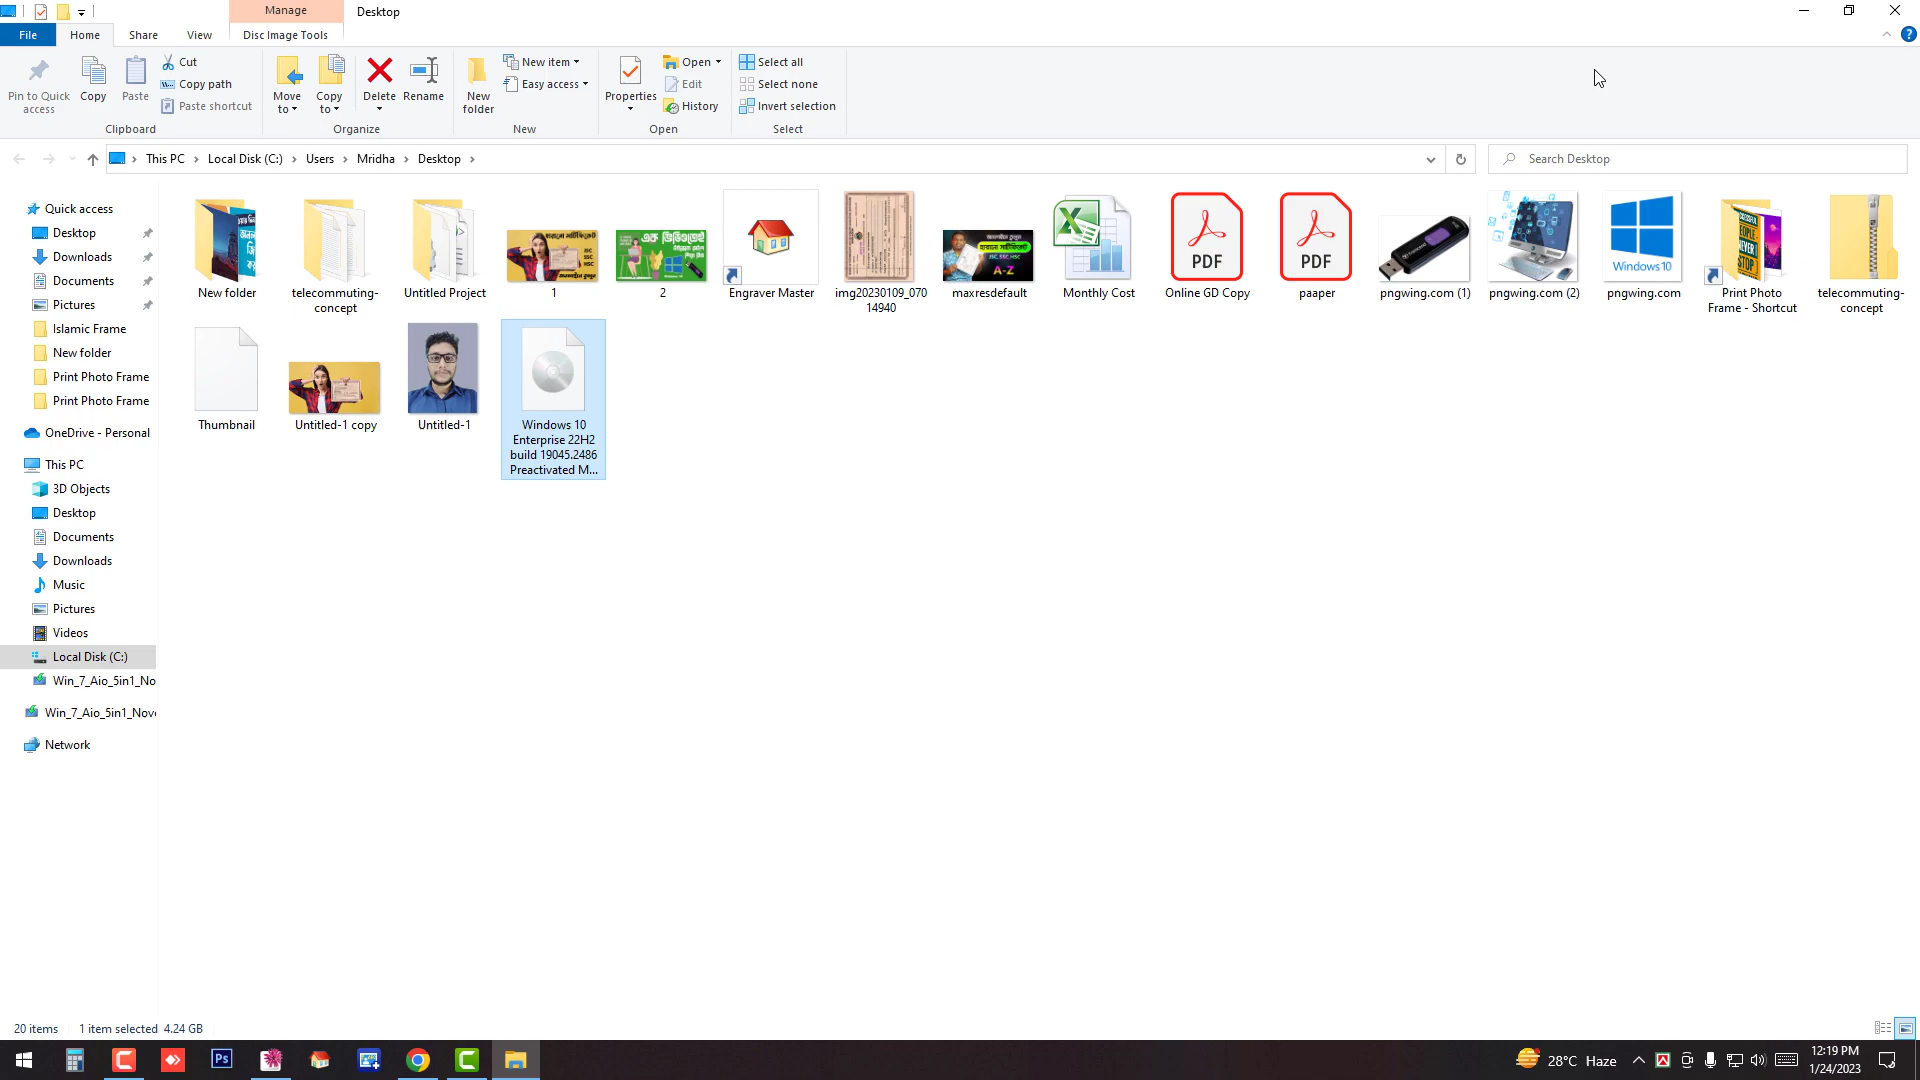 Manage
Desktop
File
Home
Share
View
Disc Image Tools
Pin to Quick
access
Copy
Paste
Cut
Copy path
Paste shortcut
Clipboard
Move
to
Copy
to
Delete
Rename
Organize
New
folder
New item
Easy access
New
Properties
Open
Edit
History
Open
Select all
Select none
Invert selection
Select
This PC
Local Disk (C:)
Users
Mridha
Desktop
Search Desktop
Quick access
Desktop
Downloads
Documents
Pictures
Islamic Frame
New folder
Print Photo Frame
Print Photo Frame
OneDrive - Personal
This PC
3D Objects
Desktop
Documents
Downloads
Music
Pictures
Videos
Local Disk (C:)
Win_7_Aio_5in1_No
Win_7_Aio_5in1_Nov
Network
New folder
telecommuting-
concept
Untitled Project
1
2
Engraver Master
img20230109_070
14940
maxresdefault
Monthly Cost
PDF
Online GD Copy
PDF
paaper
pngwing.com (1)
pngwing.com (2)
Windows 10
pngwing.com
Print Photo
Frame - Shortcut
telecommuting-
concept
Thumbnail
Untitled-1 copy
Untitled-1
Windows 10
Enterprise 22H2
build 19045.2486
Preactivated M...
A-Z
20 items
1 item selected 4.24 GB
Ps
28°C Haze
12:19 PM
1/24/2023